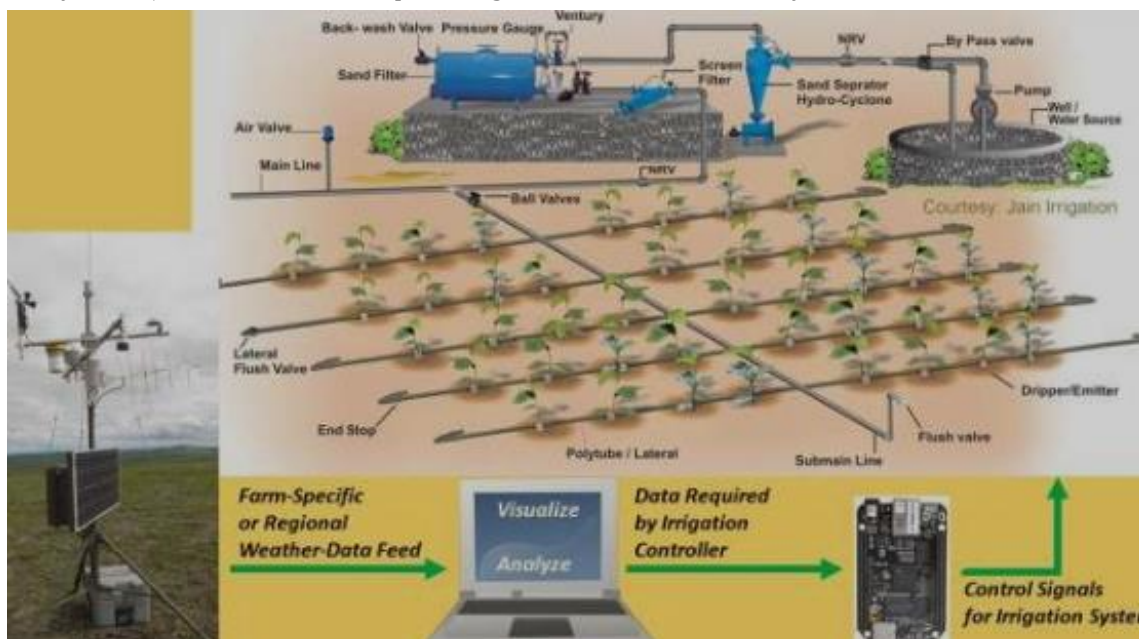 Ventury
Back- wash Valve
Pressure Gauge
NRV
By Pass valve
Sand Filter
Screen
Filter
Sand Seprator
Hydro-Cyclone
Pump
Well /
Water Source
Air Valve
Main Line
NRV
Ball Valves
Courtesy: Jain Irrigation
Lateral
Flush Valve
Dripper/Emitter
End Stop
Flush valve
Polytube / Lateral
Submain Line
Farm-Specific
or Regional
Weather-Data Feed
Visualize
Analyze
Data Required
by Irrigation
Controller
Control Signals
for Irrigation System